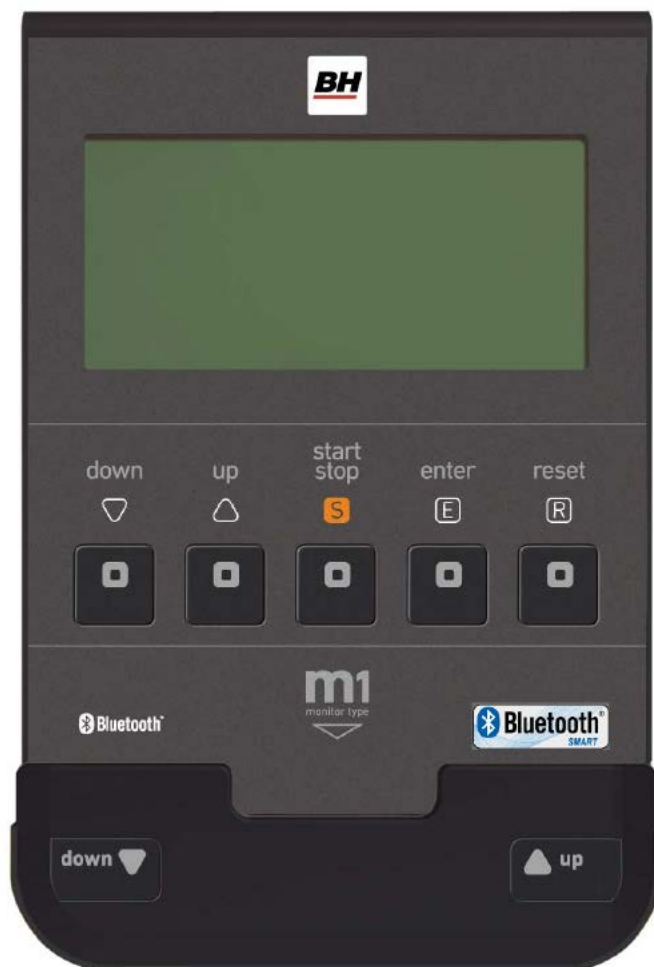 BH
start
down up stop enter reset
S E R
m1
monitor type
Bluetooth® Bluetooth®
SMART
down up